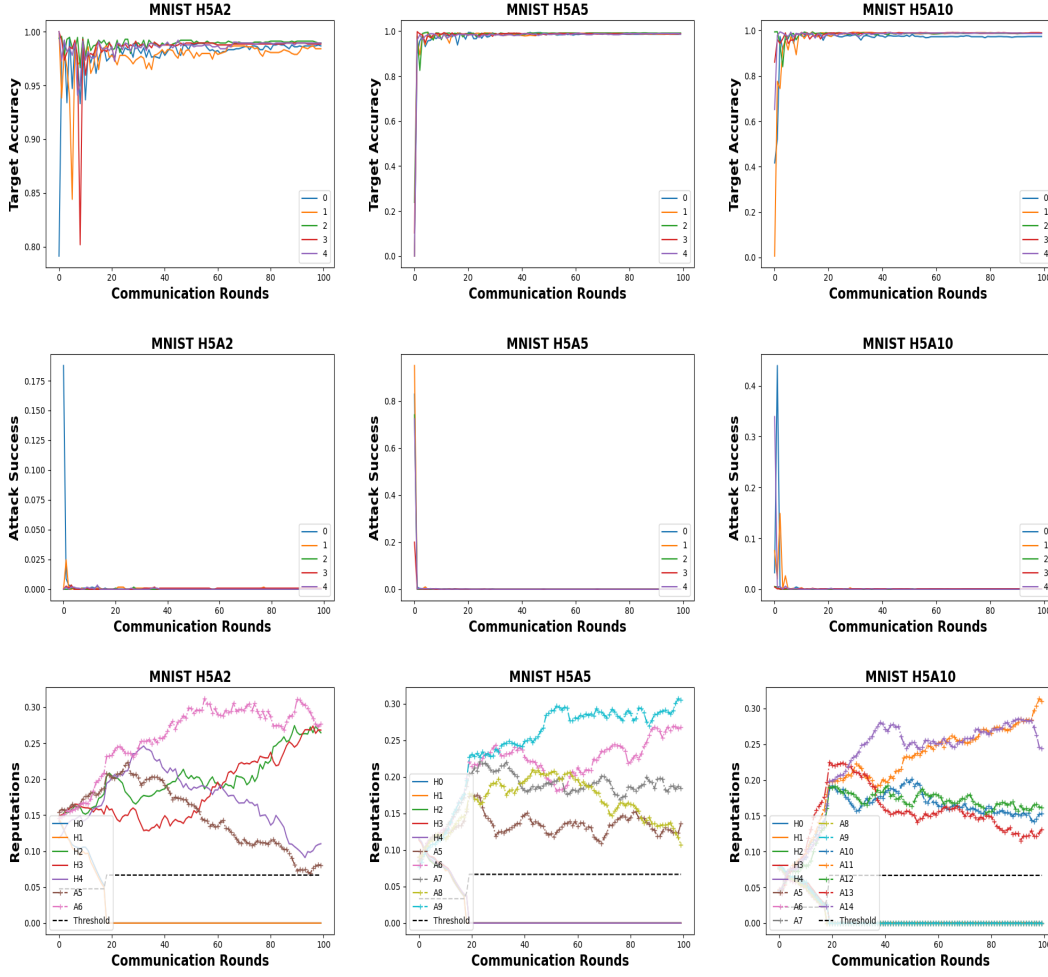 MNIST H5A2
MNIST H5A5
MNIST H5A10
Target Accuracy
1.00
0.95
0.90
0.85
0.80
0
1
2
3
4
0 20 40 60 80 100
Communication Rounds
Target Accuracy
1.0
0.8
0.6
0.4
0.2
0.0
0
1
2
3
4
0 20 40 60 80 100
Communication Rounds
Target Accuracy
1.0
0.8
0.6
0.4
0.2
0.0
0
1
2
3
4
0 20 40 60 80 100
Communication Rounds
MNIST H5A2
MNIST H5A5
MNIST H5A10
Attack Success
0.175
0.150
0.125
0.100
0.075
0.050
0.025
0.000
0
1
2
3
4
0 20 40 60 80 100
Communication Rounds
Attack Success
0.8
0.6
0.4
0.2
0.0
0
1
2
3
4
0 20 40 60 80 100
Communication Rounds
Attack Success
0.4
0.3
0.2
0.1
0.0
0
1
2
3
4
0 20 40 60 80 100
Communication Rounds
MNIST H5A2
MNIST H5A5
MNIST H5A10
Reputations
0.30
0.25
0.20
0.15
0.10
0.05
0.00
H0
H1
H2
H3
H4
A5
A6
Threshold
0 20 40 60 80 100
Communication Rounds
Reputations
0.30
0.25
0.20
0.15
0.10
0.05
0.00
H0
H1
H2
H3
H4
A5
A6
A7
A8
A9
Threshold
0 20 40 60 80 100
Communication Rounds
Reputations
0.30
0.25
0.20
0.15
0.10
0.05
0.00
H0 A8
H1 A9
H2 A10
H3 A11
H4 A12
A5 A13
A6 A14
A7 Threshold
0 20 40 60 80 100
Communication Rounds